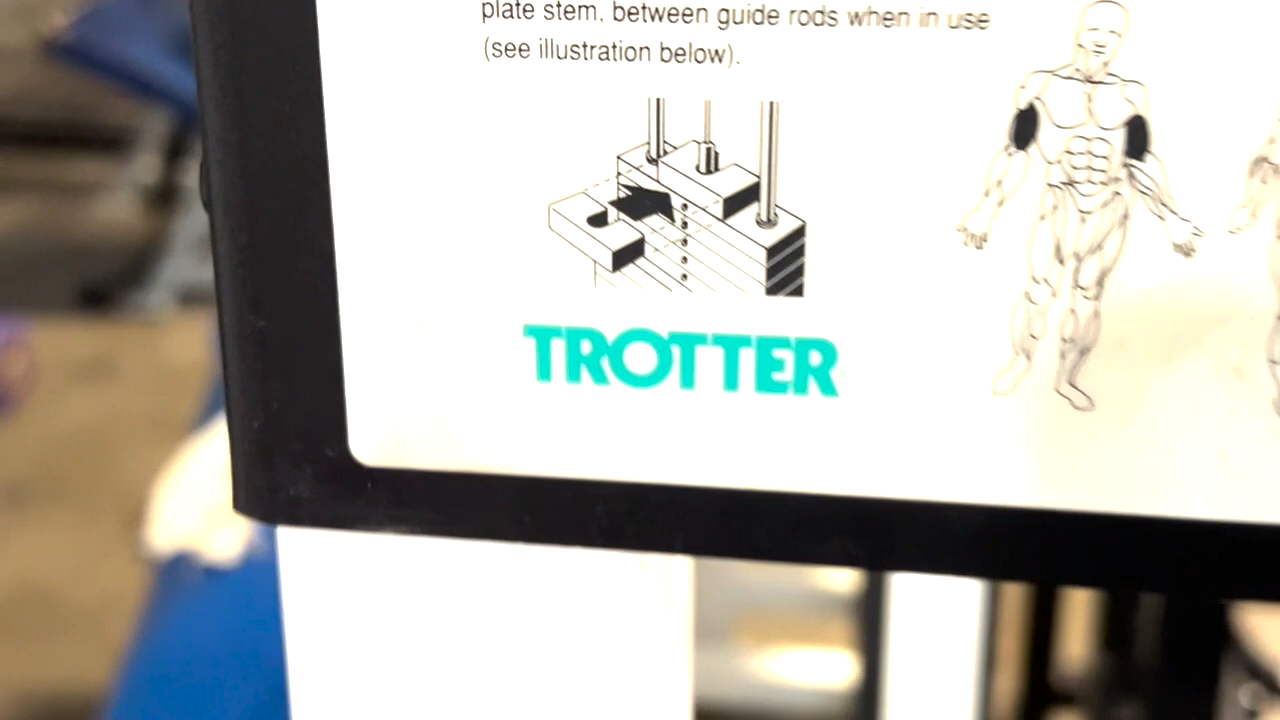 plate stem, between guide rods when in use
(see illustration below).
TROTTER